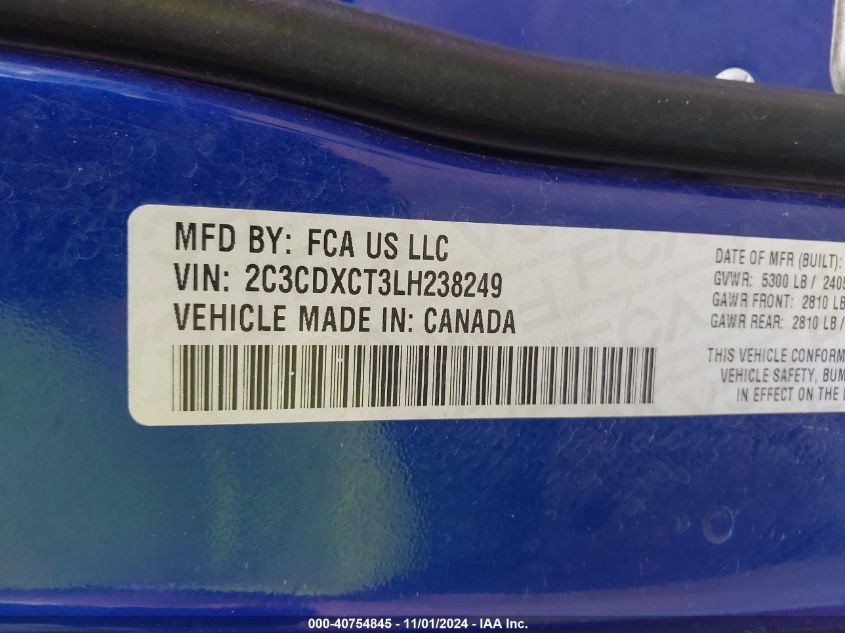 MFD BY: FCA US LLC
VIN: 2C3CDXCT3LH238249
VEHICLE MADE IN: CANADA
DATE OF MFR (BUILT):
GVWR: 5300 LB /
GAWR FRONT: 2810 LB
GAWR REAR: 2810 LB /
THIS VEHICLE
VEHICLE SAFETY,
IN EFFECT ON THE
000-40754845 - 11/01/2024 - IAA Inc.